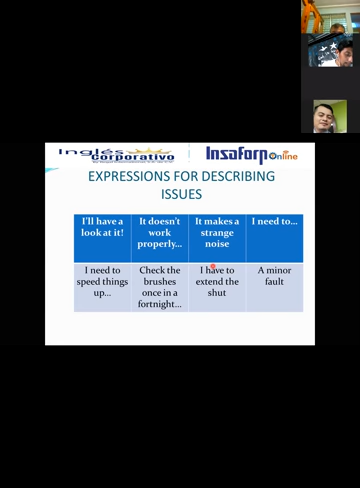 Inglés
Corporativo
Insaforp Online
EXPRESSIONS FOR DESCRIBING
ISSUES
I'll have a
look at it!
It doesn't
work
properly...
It makes a
strange
noise
I need to...
I need to
speed things
up...
Check the
brushes
once in a
fortnight...
I have to
extend the
shut
A minor
fault